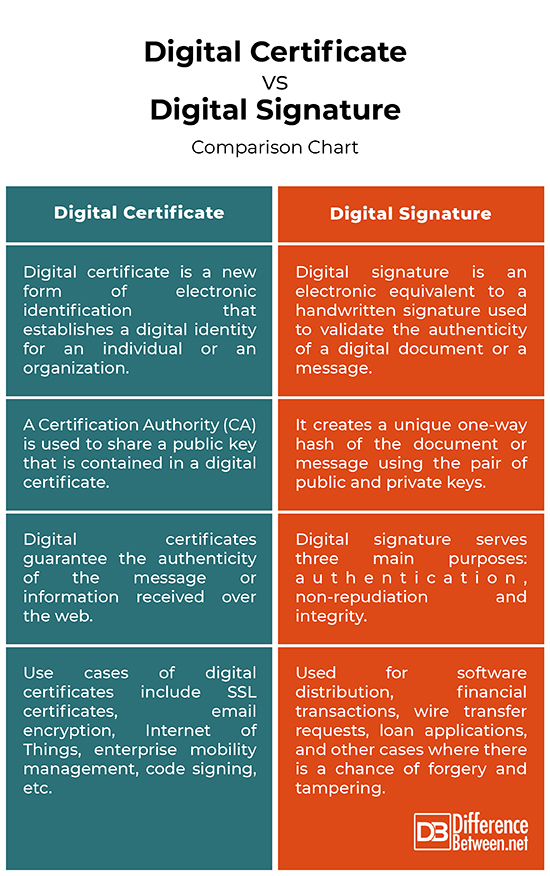 Digital Certificate
vs
Digital Signature
Comparison Chart
Digital Certificate
Digital Signature
Digital certificate is a new
form of electronic
identification that
establishes a digital identity
for an individual or an
organization.
Digital signature is an
electronic equivalent to a
handwritten signature used
to validate the authenticity
of a digital document or a
message.
A Certification Authority (CA)
is used to share a public key
that is contained in a digital
certificate.
It creates a unique one-way
hash of the document or
message using the pair of
public and private keys.
Digital certificates
guarantee the authenticity
of the message or
information received over
the web.
Digital signature serves
three main purposes:
authentication,
non-repudiation and
integrity.
Use cases of digital
certificates include SSL
certificates, email
encryption, Internet of
Things, enterprise mobility
management, code signing,
etc.
Used for software
distribution, financial
transactions, wire transfer
requests, loan applications,
and other cases where there
is a chance of forgery and
tampering.
DB Difference
Between.net